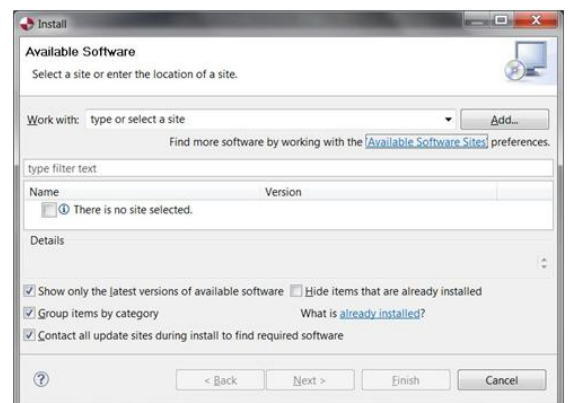 Install
Available Software
Select a site or enter the location of a site.
Work with: type or select a site Add...
Find more software by working with the 'Available Software Sites' preferences.
type filter text
Name Version
There is no site selected.
Details
Show only the latest versions of available software Hide items that are already installed
Group items by category What is already installed?
Contact all update sites during install to find required software
< Back Next > Finish Cancel